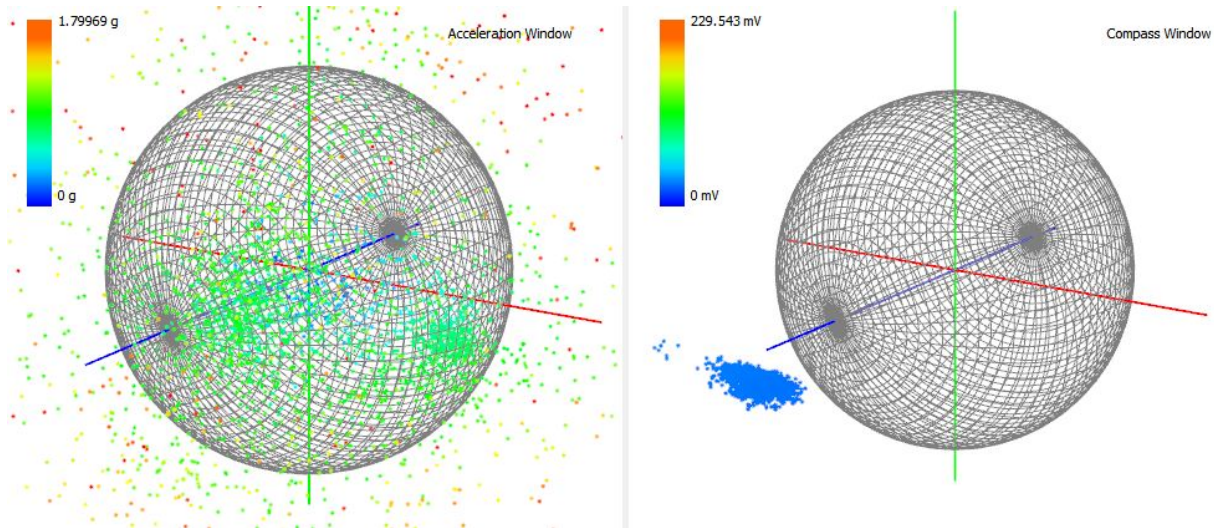 1.79969 g
Acceleration Window
0 g
229.543 mV
Compass Window
0 mV